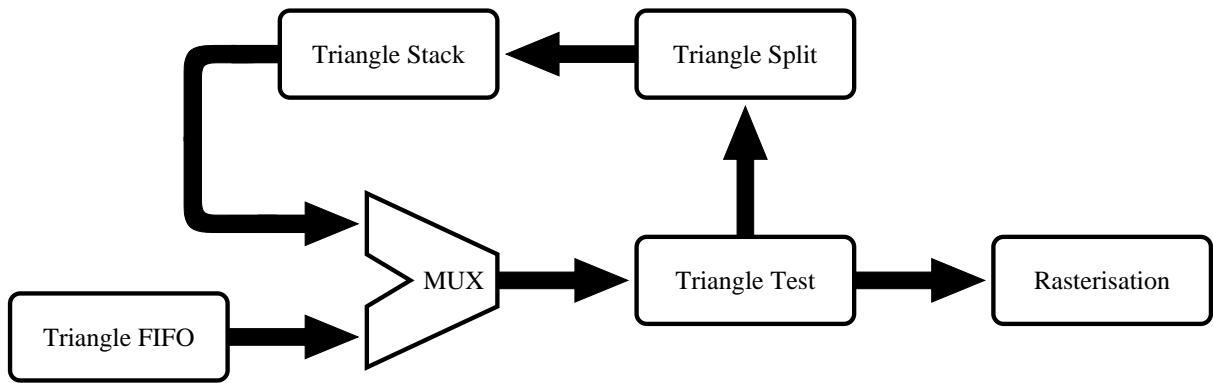 Triangle Stack
Triangle Split
MUX
Triangle Test
Rasterisation
Triangle FIFO